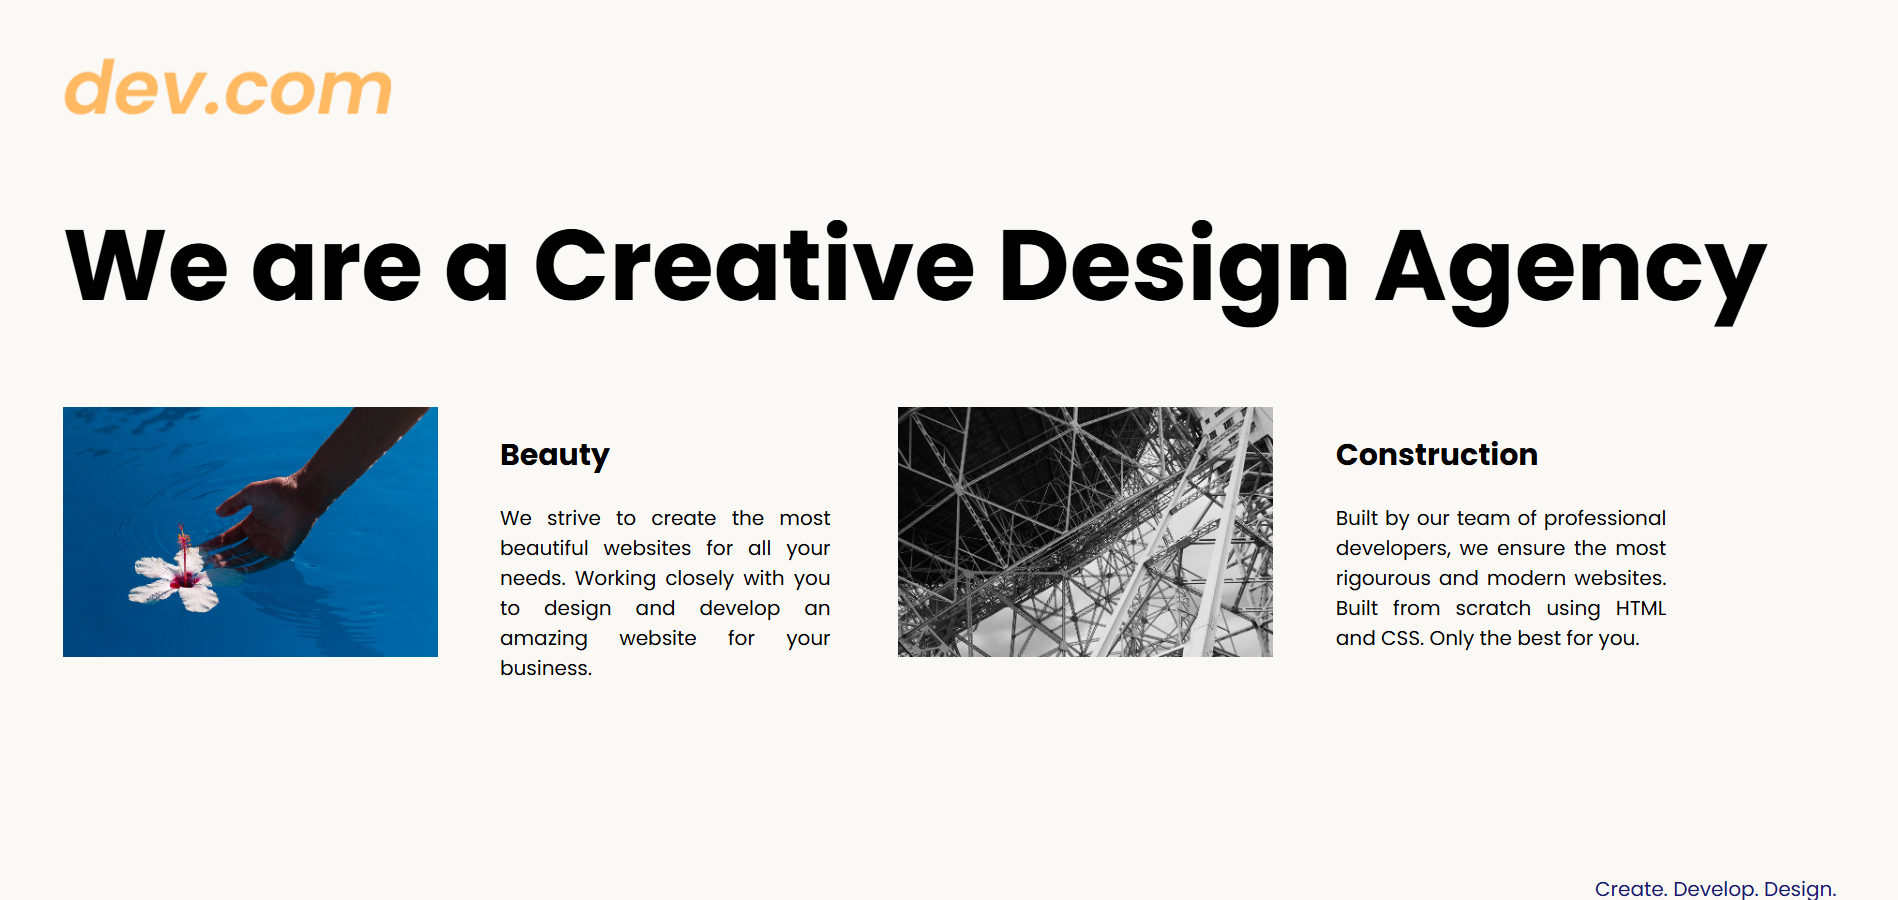 dev.com
We are a Creative Design Agency
Beauty
We strive to create the most
beautiful websites for all your
needs. Working closely with you
to design and develop an
amazing website for your
business.
Construction
Built by our team of professional
developers, we ensure the most
rigourous and modern websites.
Built from scratch using HTML
and CSS. Only the best for you.
Create. Develop. Design.